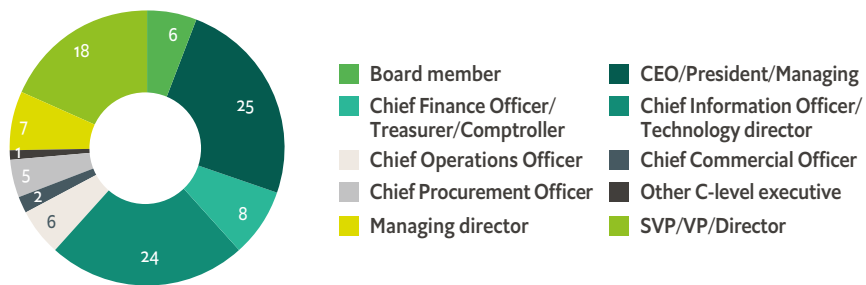 6
25
8
24
6
2
5
1
7
18
Board member
CEO/President/Managing
Chief Finance Officer/
Treasurer/Comptroller
Chief Information Officer/
Technology director
Chief Operations Officer
Chief Commercial Officer
Chief Procurement Officer
Other C-level executive
Managing director
SVP/VP/Director